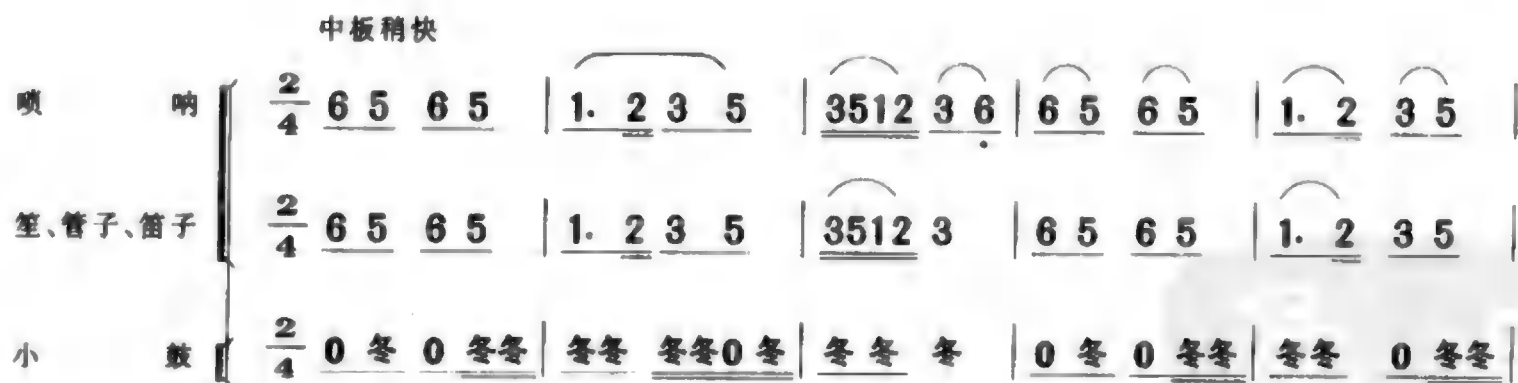 中板稍快
唢呐 2/4 6 5 6 5 | 1. 2 3 5 | 3512 3 6 | 6 5 6 5 | 1. 2 3 5 |
笙、管子、笛子 2/4 6 5 6 5 | 1. 2 3 5 | 3512 3 | 6 5 6 5 | 1. 2 3 5 |
小鼓 2/4 0 冬 0 冬冬 | 冬冬 冬冬0冬 | 冬冬 冬 | 0 冬 0 冬冬 | 冬冬 0 冬冬 |